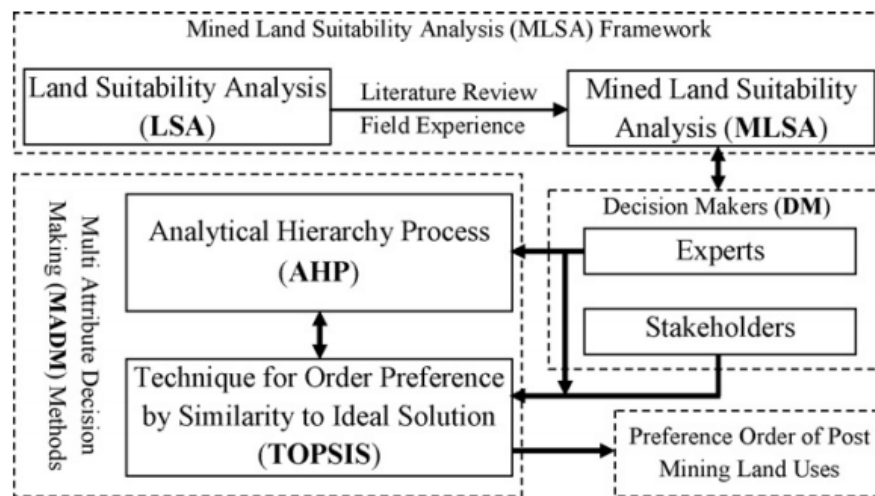 Mined Land Suitability Analysis (MLSA) Framework
Land Suitability Analysis
(LSA)
Literature Review
Field Experience
Mined Land Suitability
Analysis (MLSA)
Multi Attribute Decision
Making (MADM) Methods
Analytical Hierarchy Process
(AHP)
Technique for Order Preference
by Similarity to Ideal Solution
(TOPSIS)
Decision Makers (DM)
Experts
Stakeholders
Preference Order of Post
Mining Land Uses